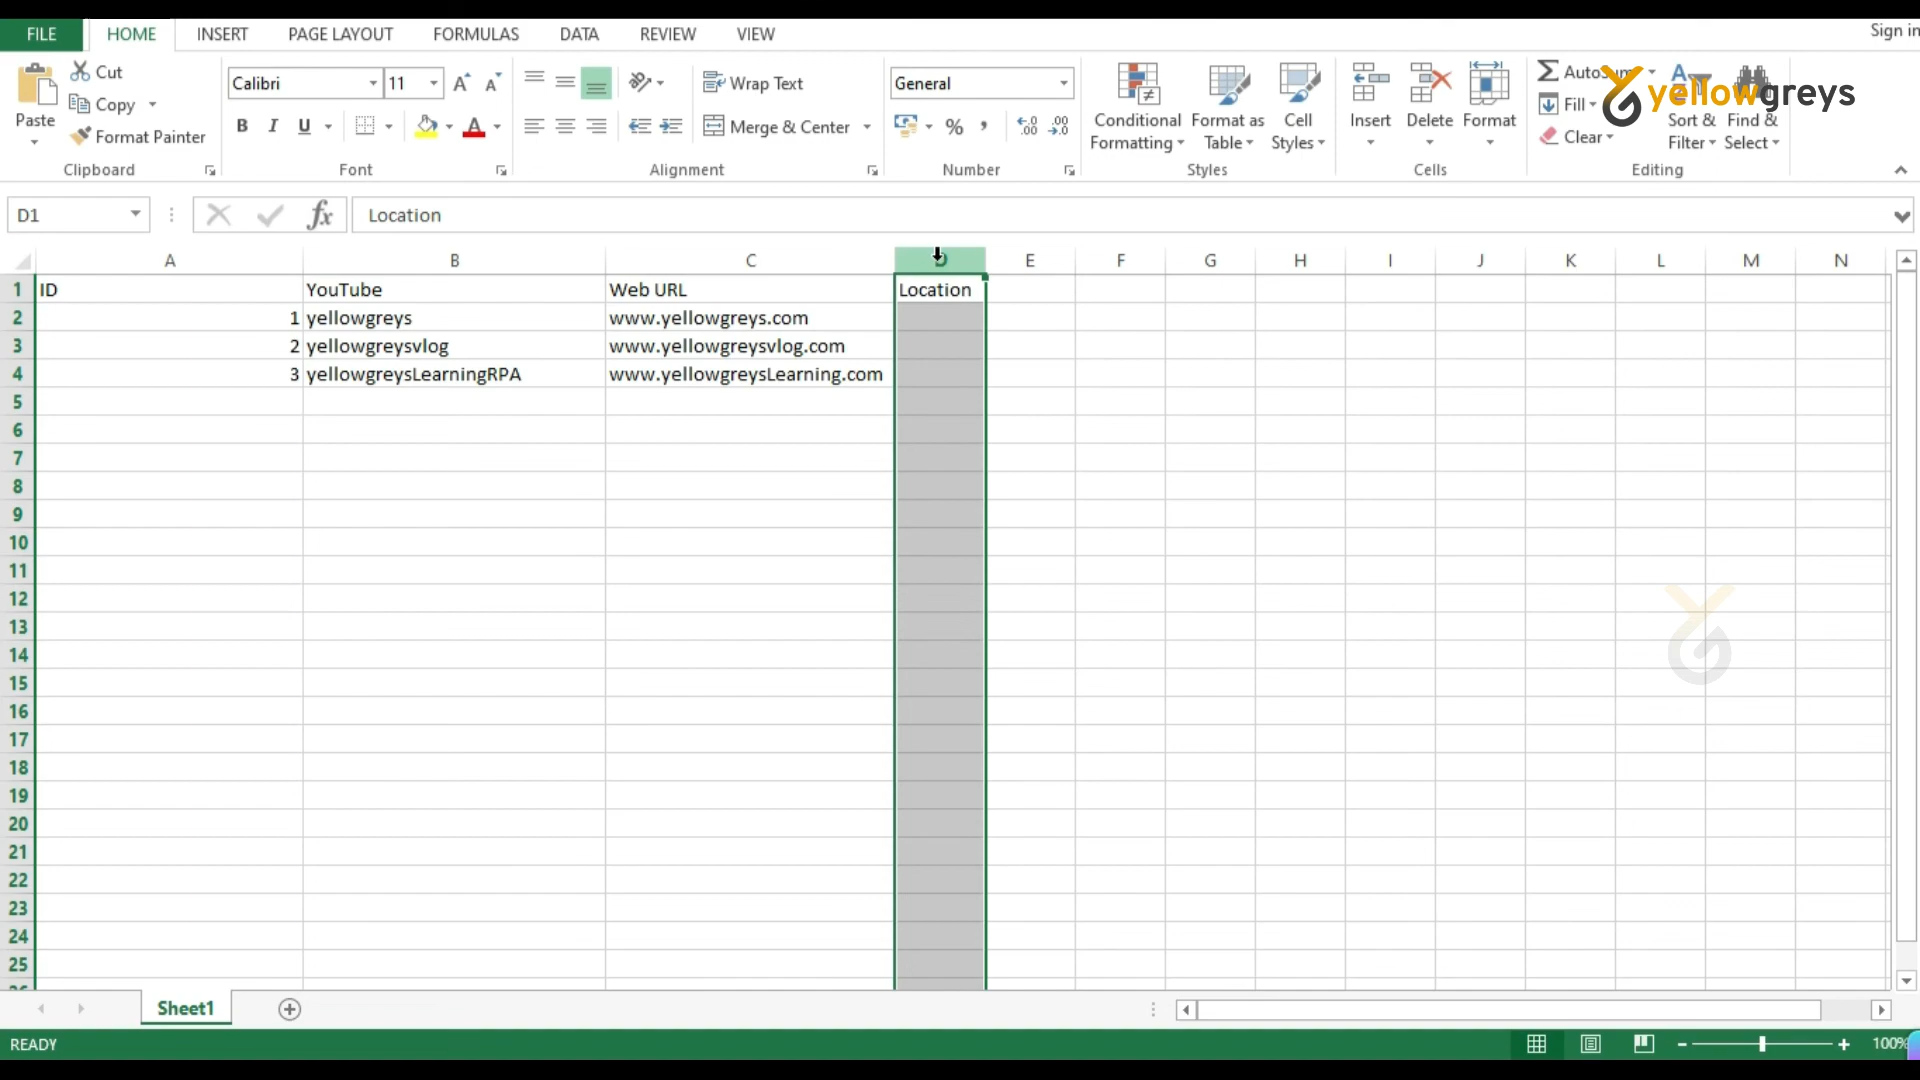 FILE HOME INSERT PAGE LAYOUT FORMULAS DATA REVIEW VIEW Sign in
Paste
Cut
Copy
Format Painter
Clipboard
Calibri 11
B I U A
Font
Wrap Text
Merge & Center
Alignment
General
% ,
Number
Conditional Formatting
Format as Table
Cell Styles
Styles
Insert Delete Format
Cells
Fill
Clear
Sort & Filter
Find & Select
Editing
yellowgreys
D1 fx Location
A B C D E F G H I J K L M N
1 ID YouTube Web URL Location
2 1 yellowgreys www.yellowgreys.com
3 2 yellowgreysvlog www.yellowgreysvlog.com
4 3 yellowgreysLearningRPA www.yellowgreysLearning.com
5
6
7
8
9
10
11
12
13
14
15
16
17
18
19
20
21
22
23
24
25
Sheet1
READY 100%